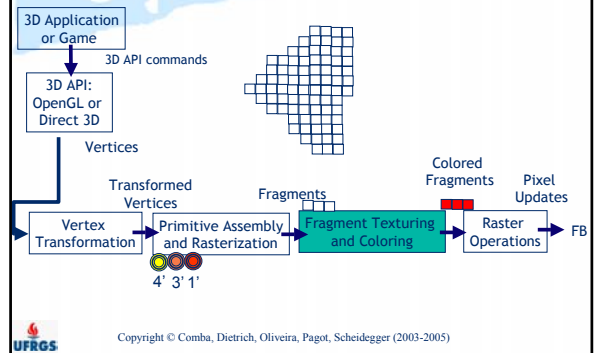 3D Application
or Game
3D API commands
3D API:
OpenGL or
Direct 3D
Vertices
Transformed
Vertices
Fragments
Colored
Fragments
Pixel
Updates
Vertex
Transformation
Primitive Assembly
and Rasterization
Fragment Texturing
and Coloring
Raster
Operations
FB
4' 3' 1'
Copyright © Comba, Dietrich, Oliveira, Pagot, Scheidegger (2003-2005)
UFRGS